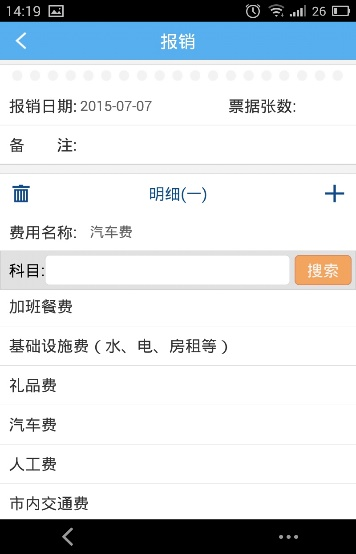 14:19
26
报销
报销日期: 2015-07-07 票据张数:
备 注:
明细(一)
费用名称: 汽车费
科目: 搜索
加班餐费
基础设施费（水、电、房租等）
礼品费
汽车费
人工费
市内交通费